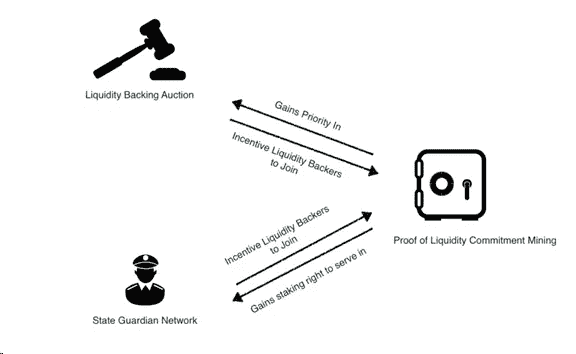 Liquidity Backing Auction
Gains Priority In
Incentive Liquidity Backers
to Join
Proof of Liquidity Commitment Mining
Incentive Liquidity Backers
to Join
Gains staking right to serve in
State Guardian Network